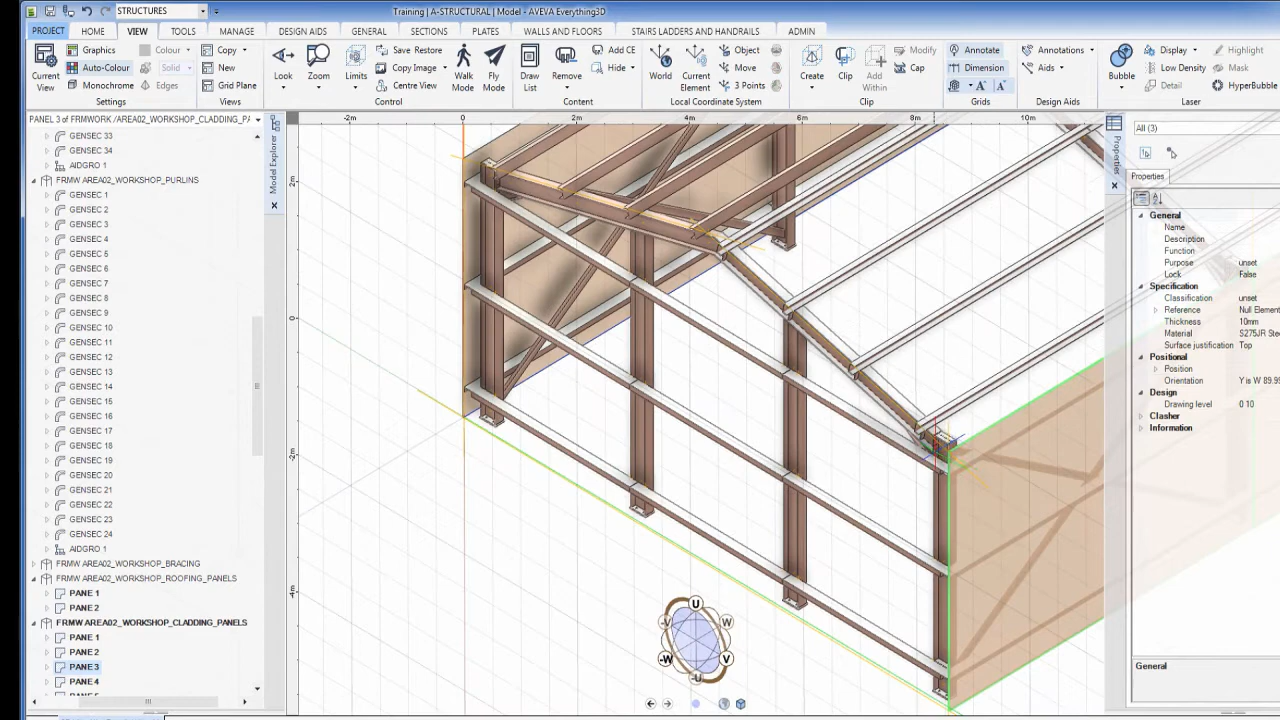 STRUCTURES
Training | A-STRUCTURAL | Model - AVEVA Everything3D
PROJECT HOME VIEW TOOLS MANAGE DESIGN AIDS GENERAL SECTIONS PLATES WALLS AND FLOORS STAIRS LADDERS AND HANDRAILS ADMIN
Current View
Graphics
Auto-Colour
Monochrome
Colour
Solid
Edges
Settings
Copy
New
Grid Plane
Views
Look
Zoom
Limits
Save Restore
Copy Image
Centre View
Walk Mode
Fly Mode
Control
Draw List
Remove
Add CE
Hide
Content
World
Current Element
Object
Move
3 Points
Local Coordinate System
Create
Clip
Add Within
Modify
Cap
Clip
Annotate
Dimension
Grids
Annotations
Aids
Design Aids
Bubble
Display
Low Density
Detail
Highlight
Mask
HyperBubble
Laser
PANEL 3 of FRMWORK /AREA02_WORKSHOP_CLADDING_PA
GENSEC 33
GENSEC 34
AIDGRO 1
FRMW AREA02_WORKSHOP_PURLINS
GENSEC 1
GENSEC 2
GENSEC 3
GENSEC 4
GENSEC 5
GENSEC 6
GENSEC 7
GENSEC 8
GENSEC 9
GENSEC 10
GENSEC 11
GENSEC 12
GENSEC 13
GENSEC 14
GENSEC 15
GENSEC 16
GENSEC 17
GENSEC 18
GENSEC 19
GENSEC 20
GENSEC 21
GENSEC 22
GENSEC 23
GENSEC 24
AIDGRO 1
FRMW AREA02_WORKSHOP_BRACING
FRMW AREA02_WORKSHOP_ROOFING_PANELS
PANE 1
PANE 2
FRMW AREA02_WORKSHOP_CLADDING_PANELS
PANE 1
PANE 2
PANE 3
PANE 4
Model Explorer
-2m 0 2m 4m 6m 8m 10m
2m
0
-2m
-4m
U
-V W
-W V
-U
Properties
All (3)
Properties
General
Name
Description
Function
Purpose unset
Lock False
Specification
Classification unset
Reference Null Element
Thickness 10mm
Material S275JR Ste
Surface justification Top
Positional
Position
Orientation Y is W 89.99
Design
Drawing level 0 10
Clasher
Information
General